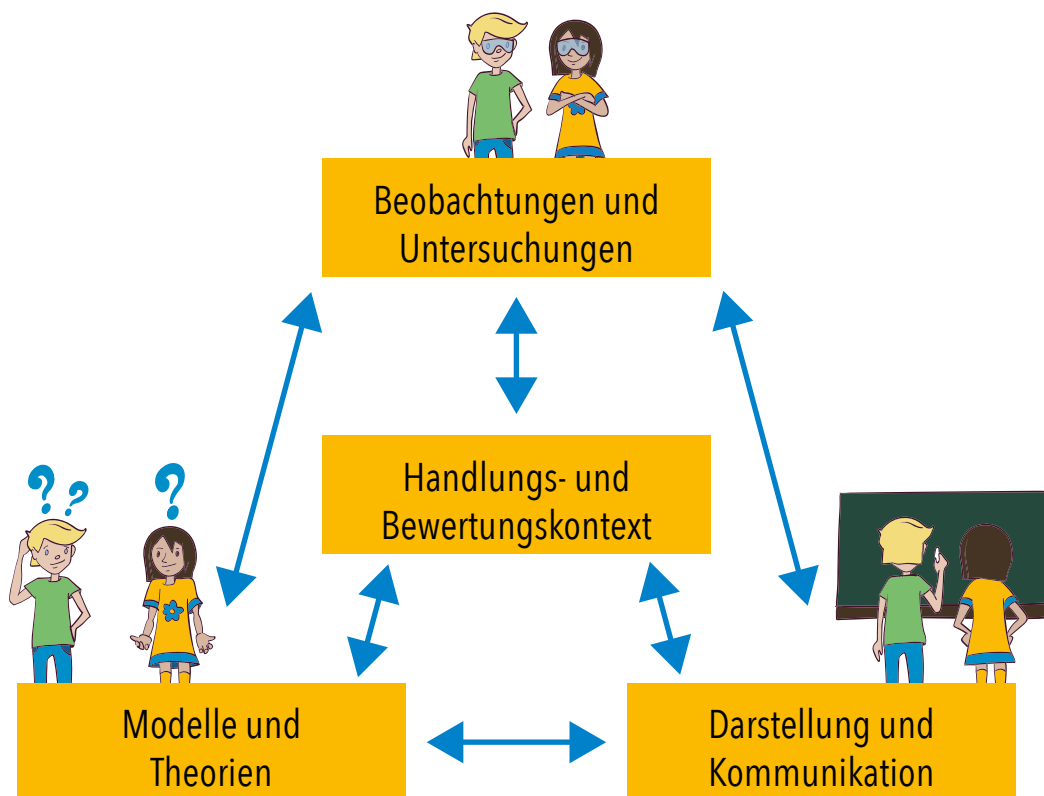 Beobachtungen und
Untersuchungen
Handlungs- und
Bewertungskontext
? ?
?
Modelle und
Theorien
Darstellung und
Kommunikation